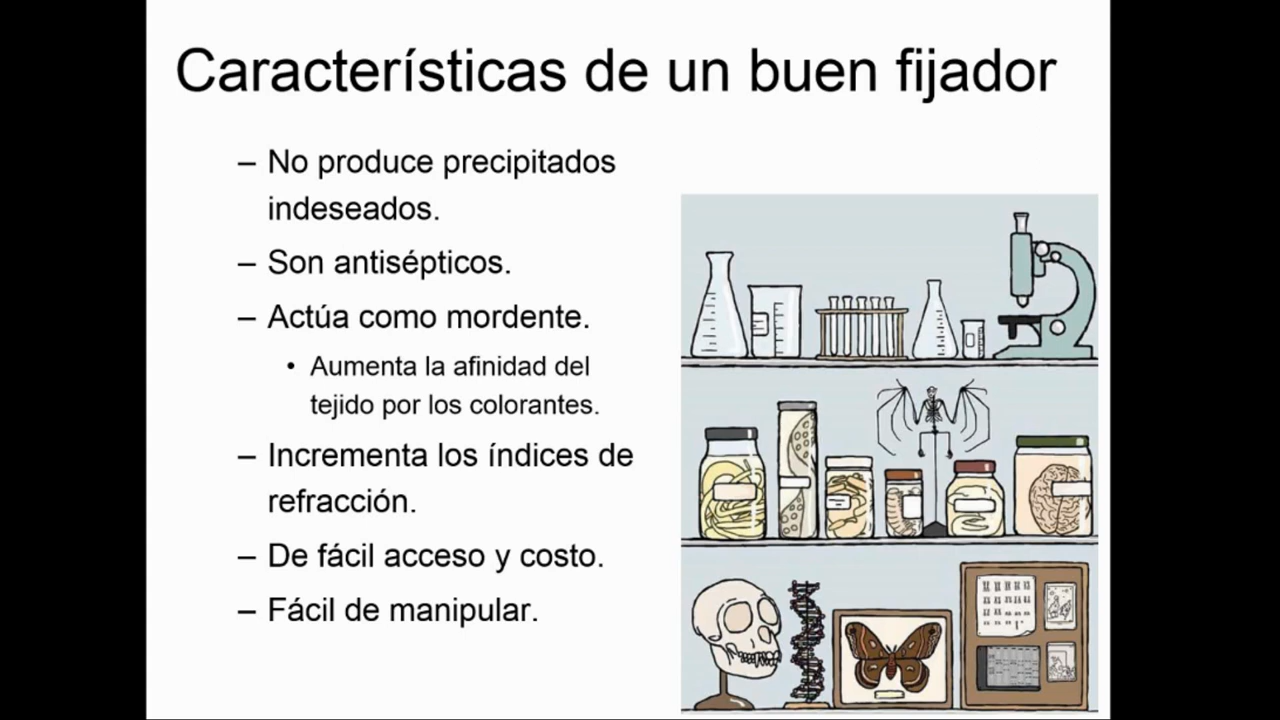 Características de un buen fijador
– No produce precipitados
indeseados.
– Son antisépticos.
– Actúa como mordente.
• Aumenta la afinidad del
tejido por los colorantes.
– Incrementa los índices de
refracción.
– De fácil acceso y costo.
– Fácil de manipular.